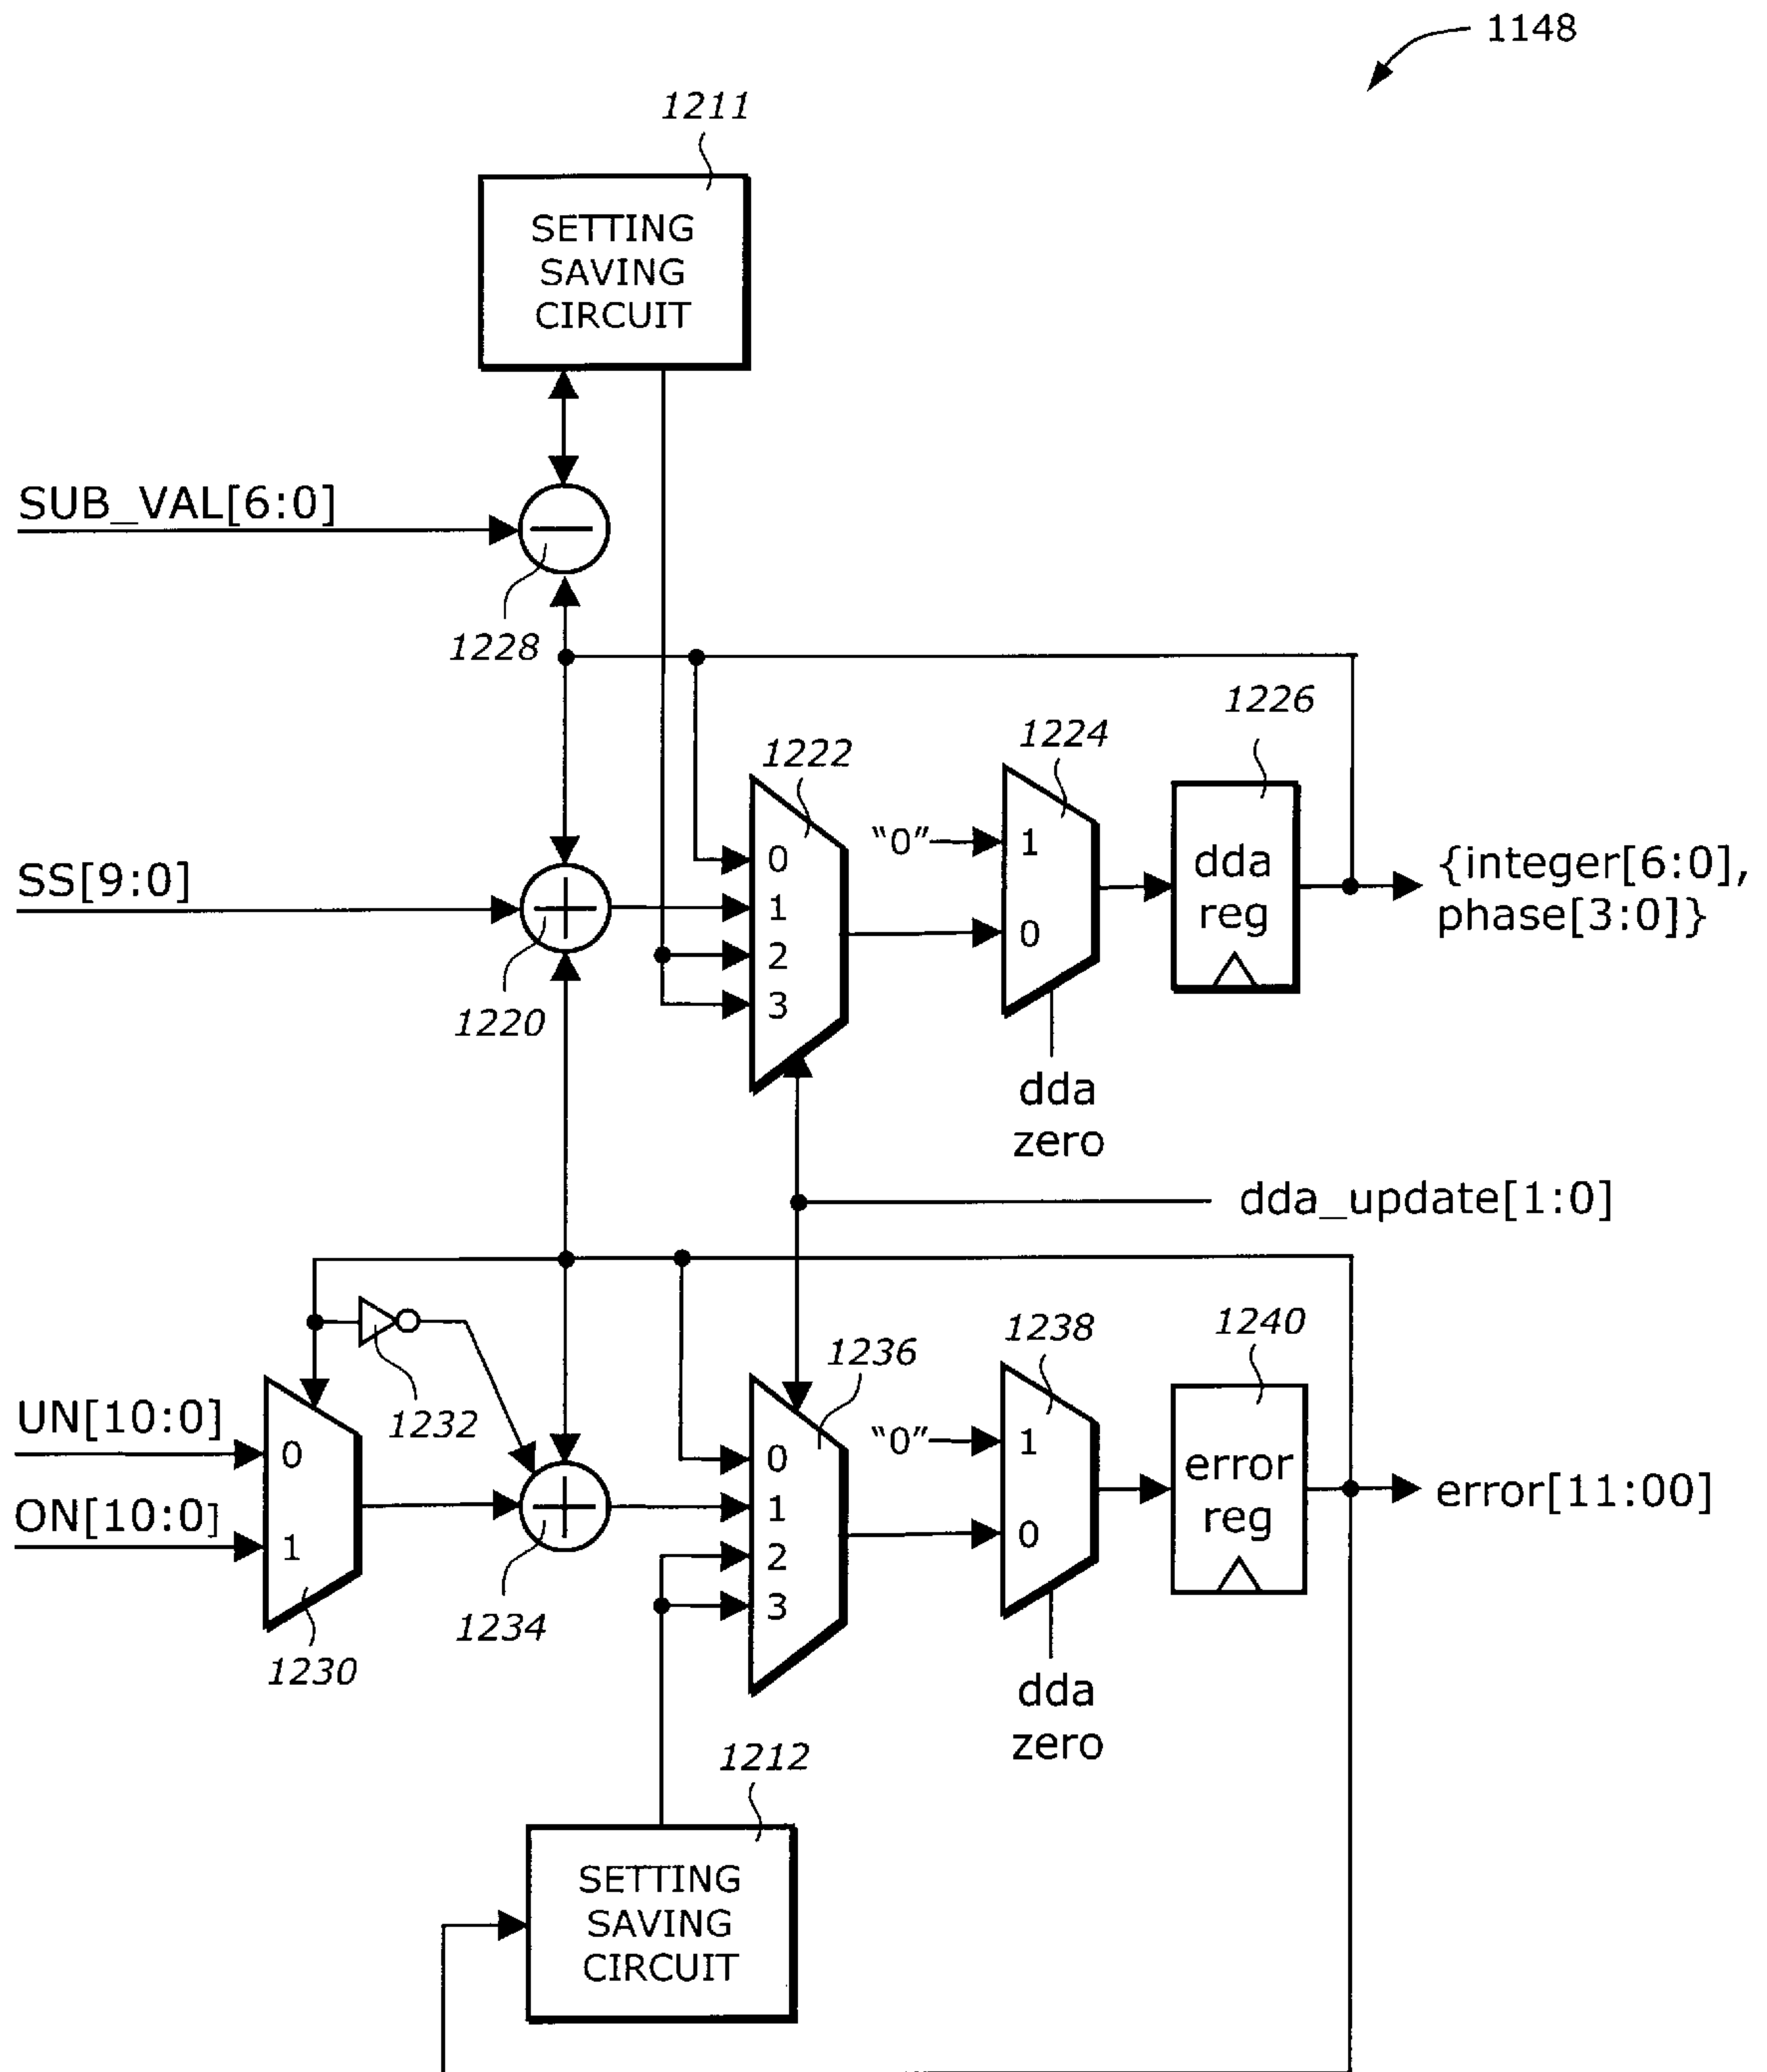 1148
1211
SETTING
SAVING
CIRCUIT
SUB_VAL[6:0]
1228
1226
1224
1222
"0"
1
0
1
2
3
0
dda
reg
{integer[6:0],
phase[3:0]}
SS[9:0]
1220
dda
zero
dda_update[1:0]
1240
1238
1236
1232
UN[10:0]
0
ON[10:0]
1
"0"
1
0
1
2
3
0
error
reg
error[11:00]
1234
1230
dda
zero
1212
SETTING
SAVING
CIRCUIT